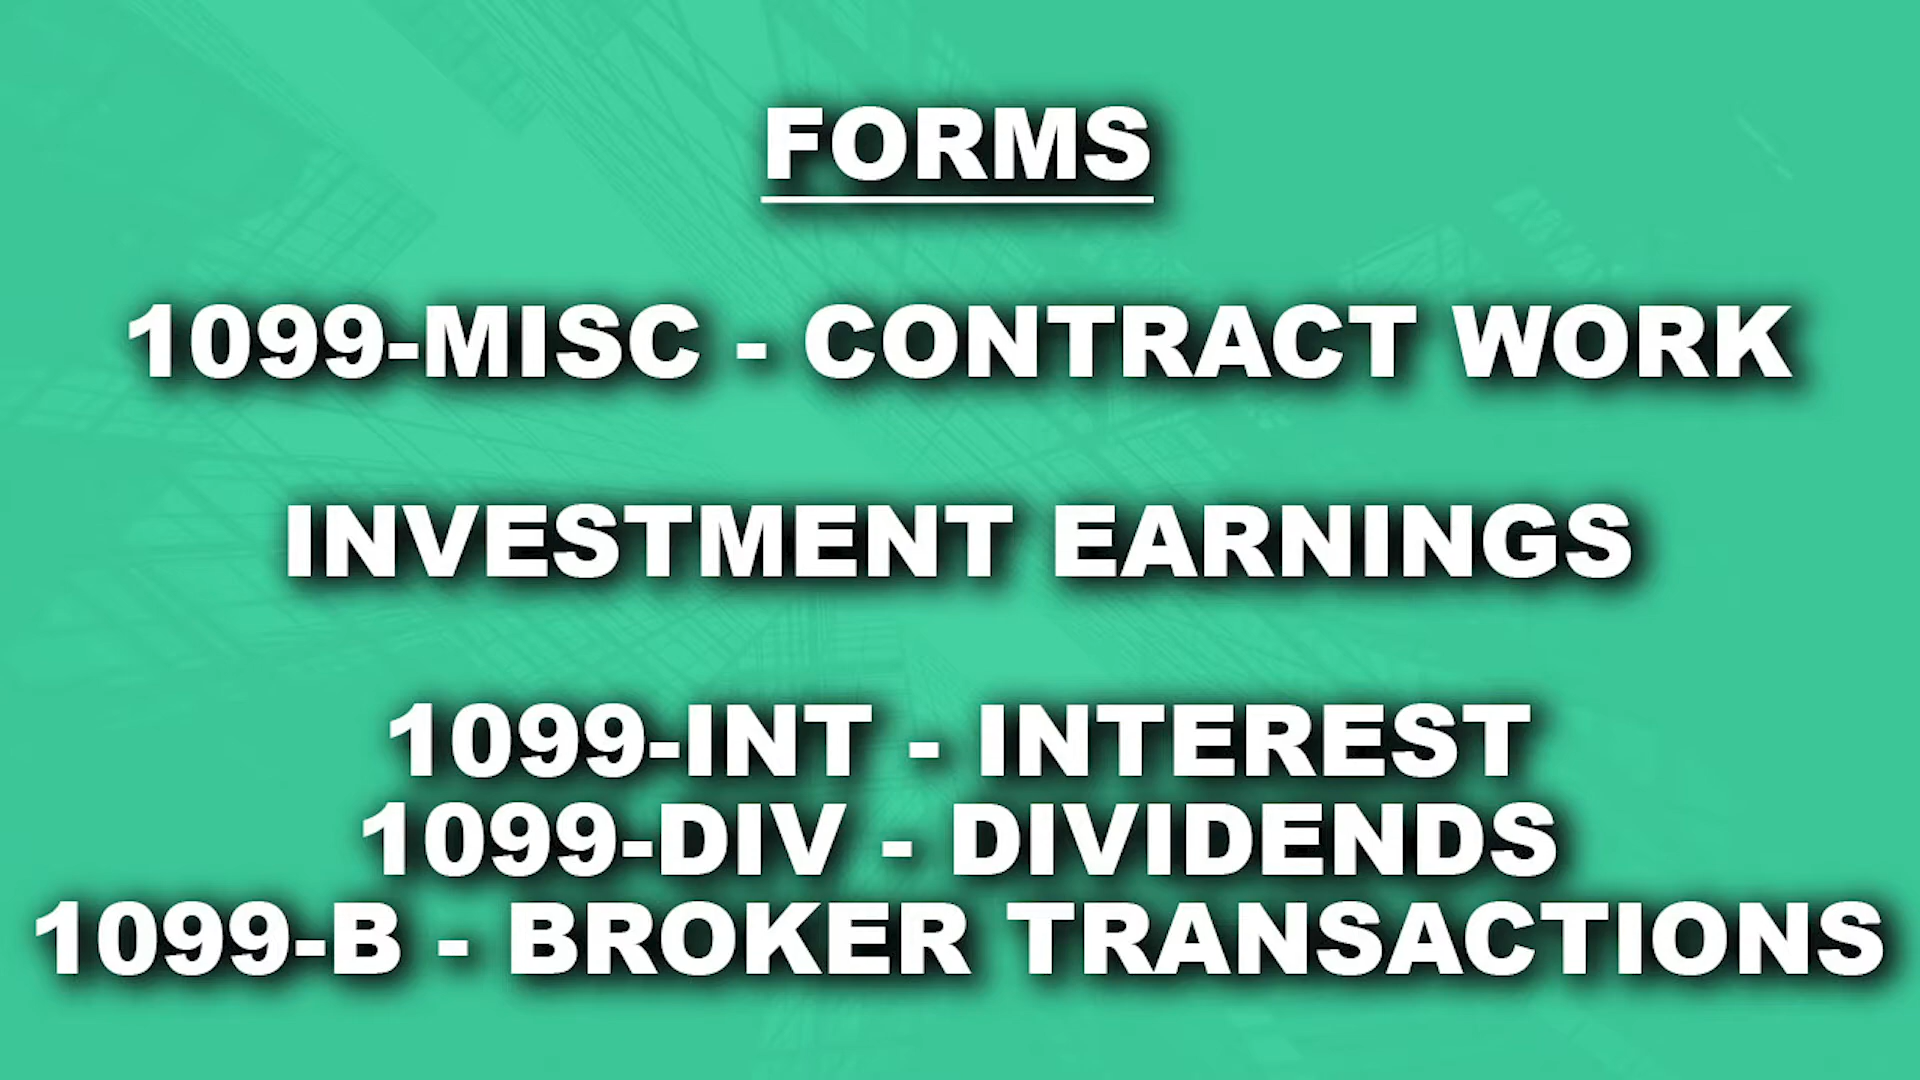 FORMS
1099-MISC - CONTRACT WORK
INVESTMENT EARNINGS
1099-INT - INTEREST
1099-DIV - DIVIDENDS
1099-B - BROKER TRANSACTIONS